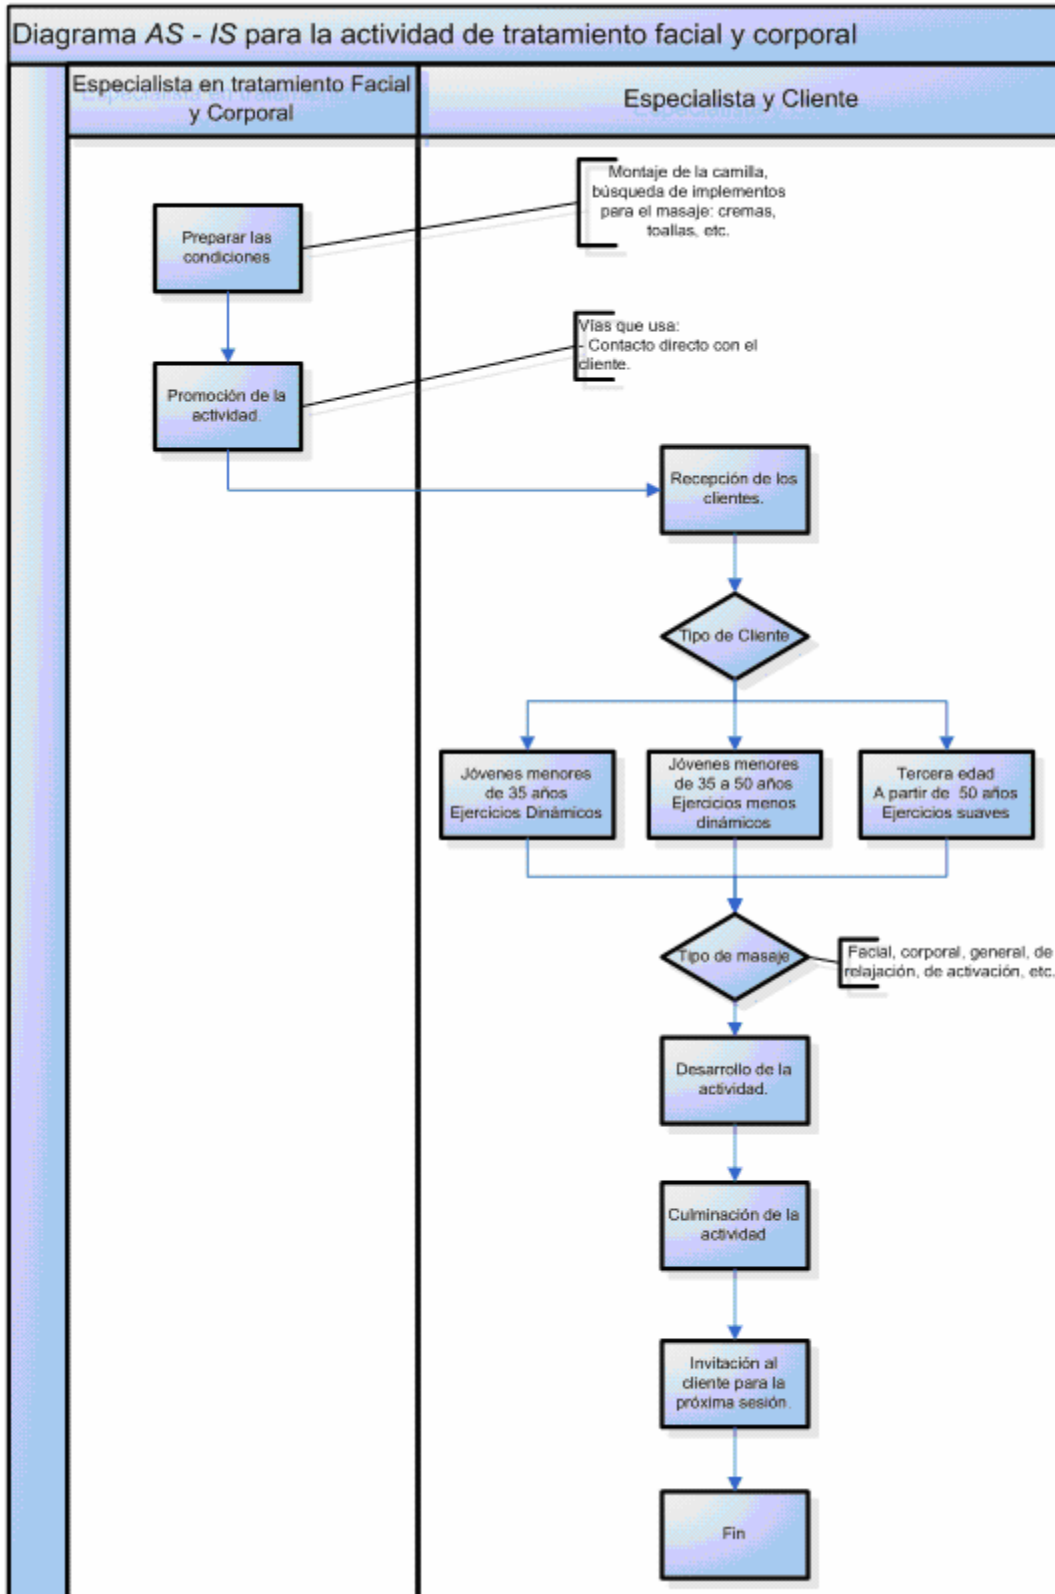 Diagrama AS - IS para la actividad de tratamiento facial y corporal
Especialista en tratamiento Facial
y Corporal
Especialista y Cliente
Montaje de la camilla,
búsqueda de implementos
para el masaje: cremas,
toallas, etc.
Preparar las
condiciones
Vías que usa:
- Contacto directo con el
cliente.
Promoción de la
actividad.
Recepción de los
clientes.
Tipo de Cliente
Jóvenes menores
de 35 años
Ejercicios Dinámicos
Jóvenes menores
de 35 a 50 años
Ejercicios menos
dinámicos
Tercera edad
A partir de 50 años
Ejercicios suaves
Tipo de masaje
Facial, corporal, general, de
relajación, de activación, etc.
Desarrollo de la
actividad.
Culminación de la
actividad
Invitación al
cliente para la
próxima sesión.
Fin